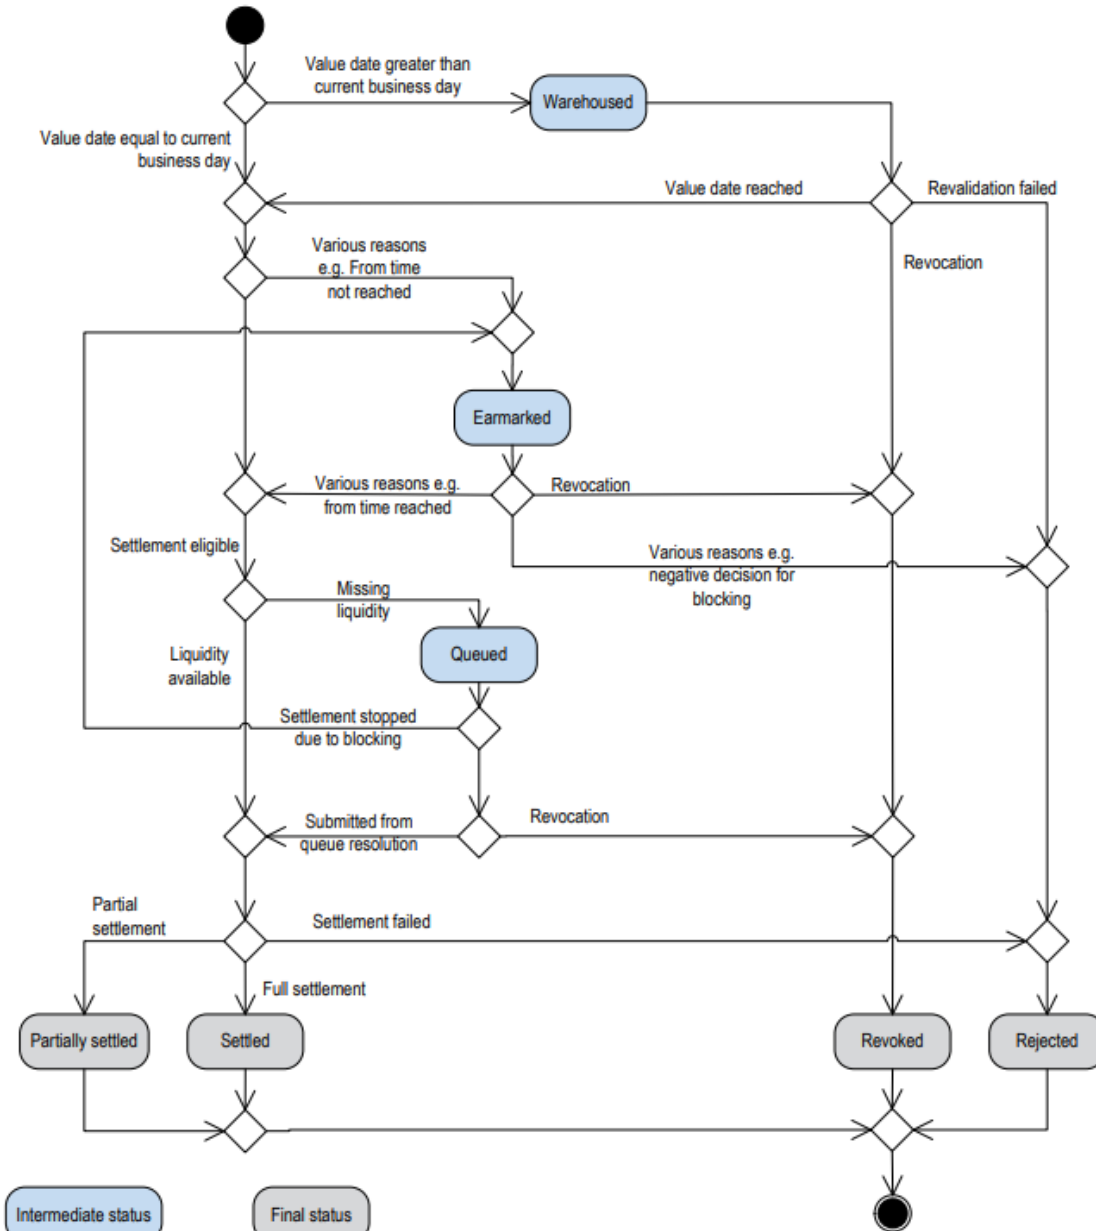 Value date greater than
current business day
Warehoused
Value date equal to current
business day
Value date reached
Revalidation failed
Various reasons
e.g. From time
not reached
Revocation
Earmarked
Various reasons e.g.
from time reached
Revocation
Settlement eligible
Various reasons e.g.
negative decision for
blocking
Missing
liquidity
Liquidity
available
Queued
Settlement stopped
due to blocking
Submitted from
queue resolution
Revocation
Partial
settlement
Settlement failed
Full settlement
Partially settled
Settled
Revoked
Rejected
Intermediate status
Final status